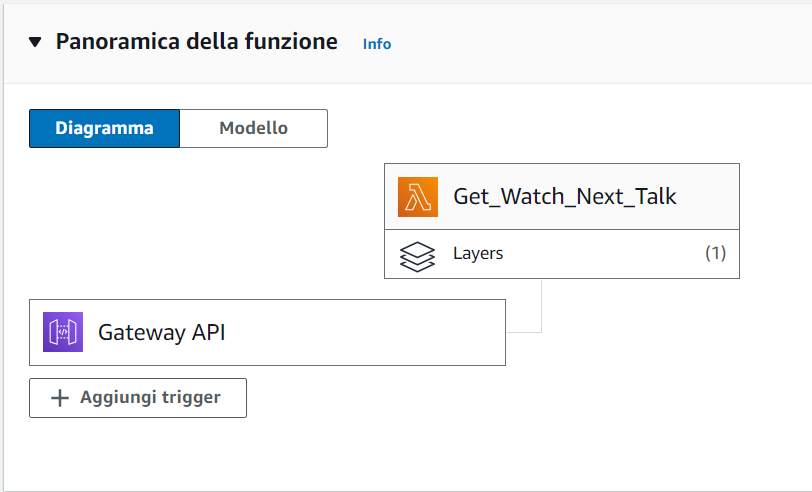 Panoramica della funzione Info
Diagramma Modello
Get_Watch_Next_Talk
Layers (1)
Gateway API
Aggiungi trigger